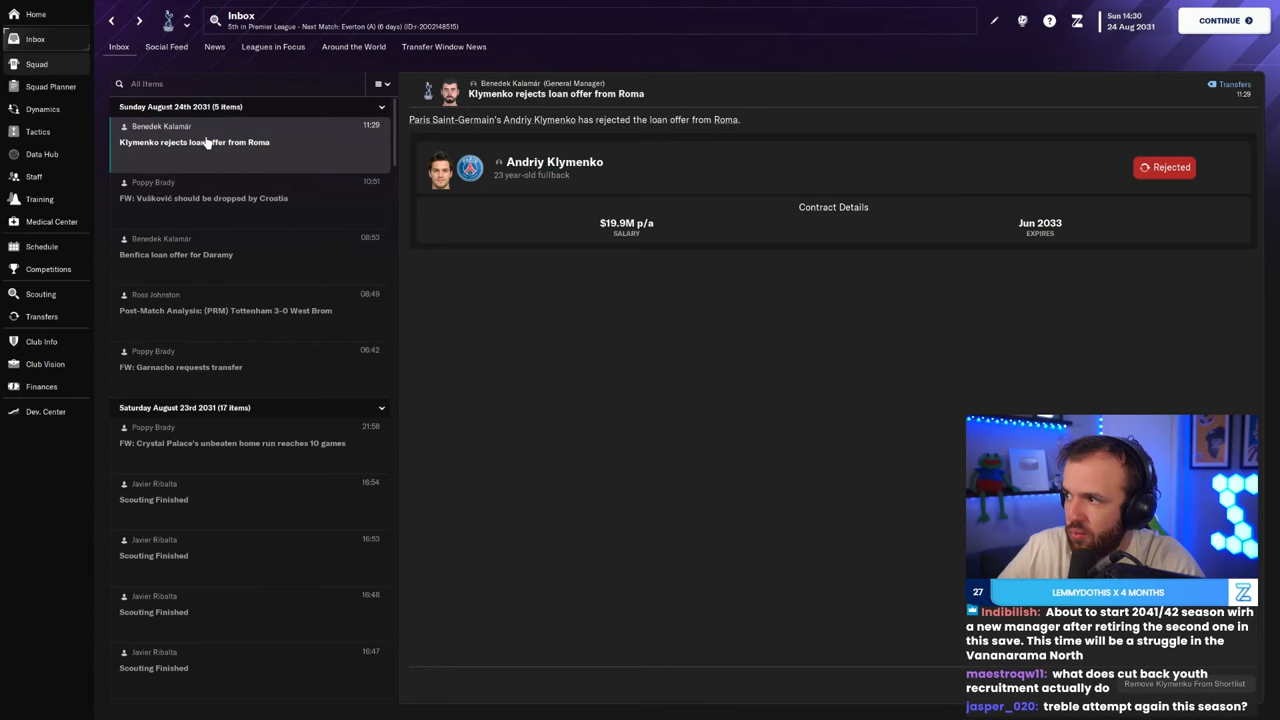 Home
Inbox
Squad
Squad Planner
Dynamics
Tactics
Data Hub
Staff
Training
Medical Center
Schedule
Competitions
Scouting
Transfers
Club Info
Club Vision
Finances
Dev. Center
Inbox
5th in Premier League - Next Match: Everton (A) (6 days) (ID:r-2002148515)
Sun 14:30
24 Aug 2031
CONTINUE
Inbox
Social Feed
News
Leagues in Focus
Around the World
Transfer Window News
All Items
Sunday August 24th 2031 (5 items)
Benedek Kalamár
11:29
Klymenko rejects loan offer from Roma
Poppy Brady
10:51
FW: Vušković should be dropped by Croatia
Benedek Kalamár
08:53
Benfica loan offer for Daramy
Ross Johnston
08:49
Post-Match Analysis: (PRM) Tottenham 3-0 West Brom
Poppy Brady
06:42
FW: Garnacho requests transfer
Saturday August 23rd 2031 (17 items)
Poppy Brady
21:58
FW: Crystal Palace's unbeaten home run reaches 10 games
Javier Ribalta
16:54
Scouting Finished
Javier Ribalta
16:53
Scouting Finished
Javier Ribalta
16:48
Scouting Finished
Javier Ribalta
16:47
Scouting Finished
Benedek Kalamár (General Manager)
Klymenko rejects loan offer from Roma
Transfers
11:29
Paris Saint-Germain's Andriy Klymenko has rejected the loan offer from Roma.
Andriy Klymenko
23 year-old fullback
Rejected
Contract Details
$19.9M p/a
SALARY
Jun 2033
EXPIRES
27
LEMMYDOTHIS X 4 MONTHS
Indibilish: About to start 2041/42 season wirh
a new manager after retiring the second one in
this save. This time will be a struggle in the
Vananarama North
maestroqw11: what does cut back youth
recruitment actually do
Remove Klymenko From Shortlist
jasper_020: treble attempt again this season?